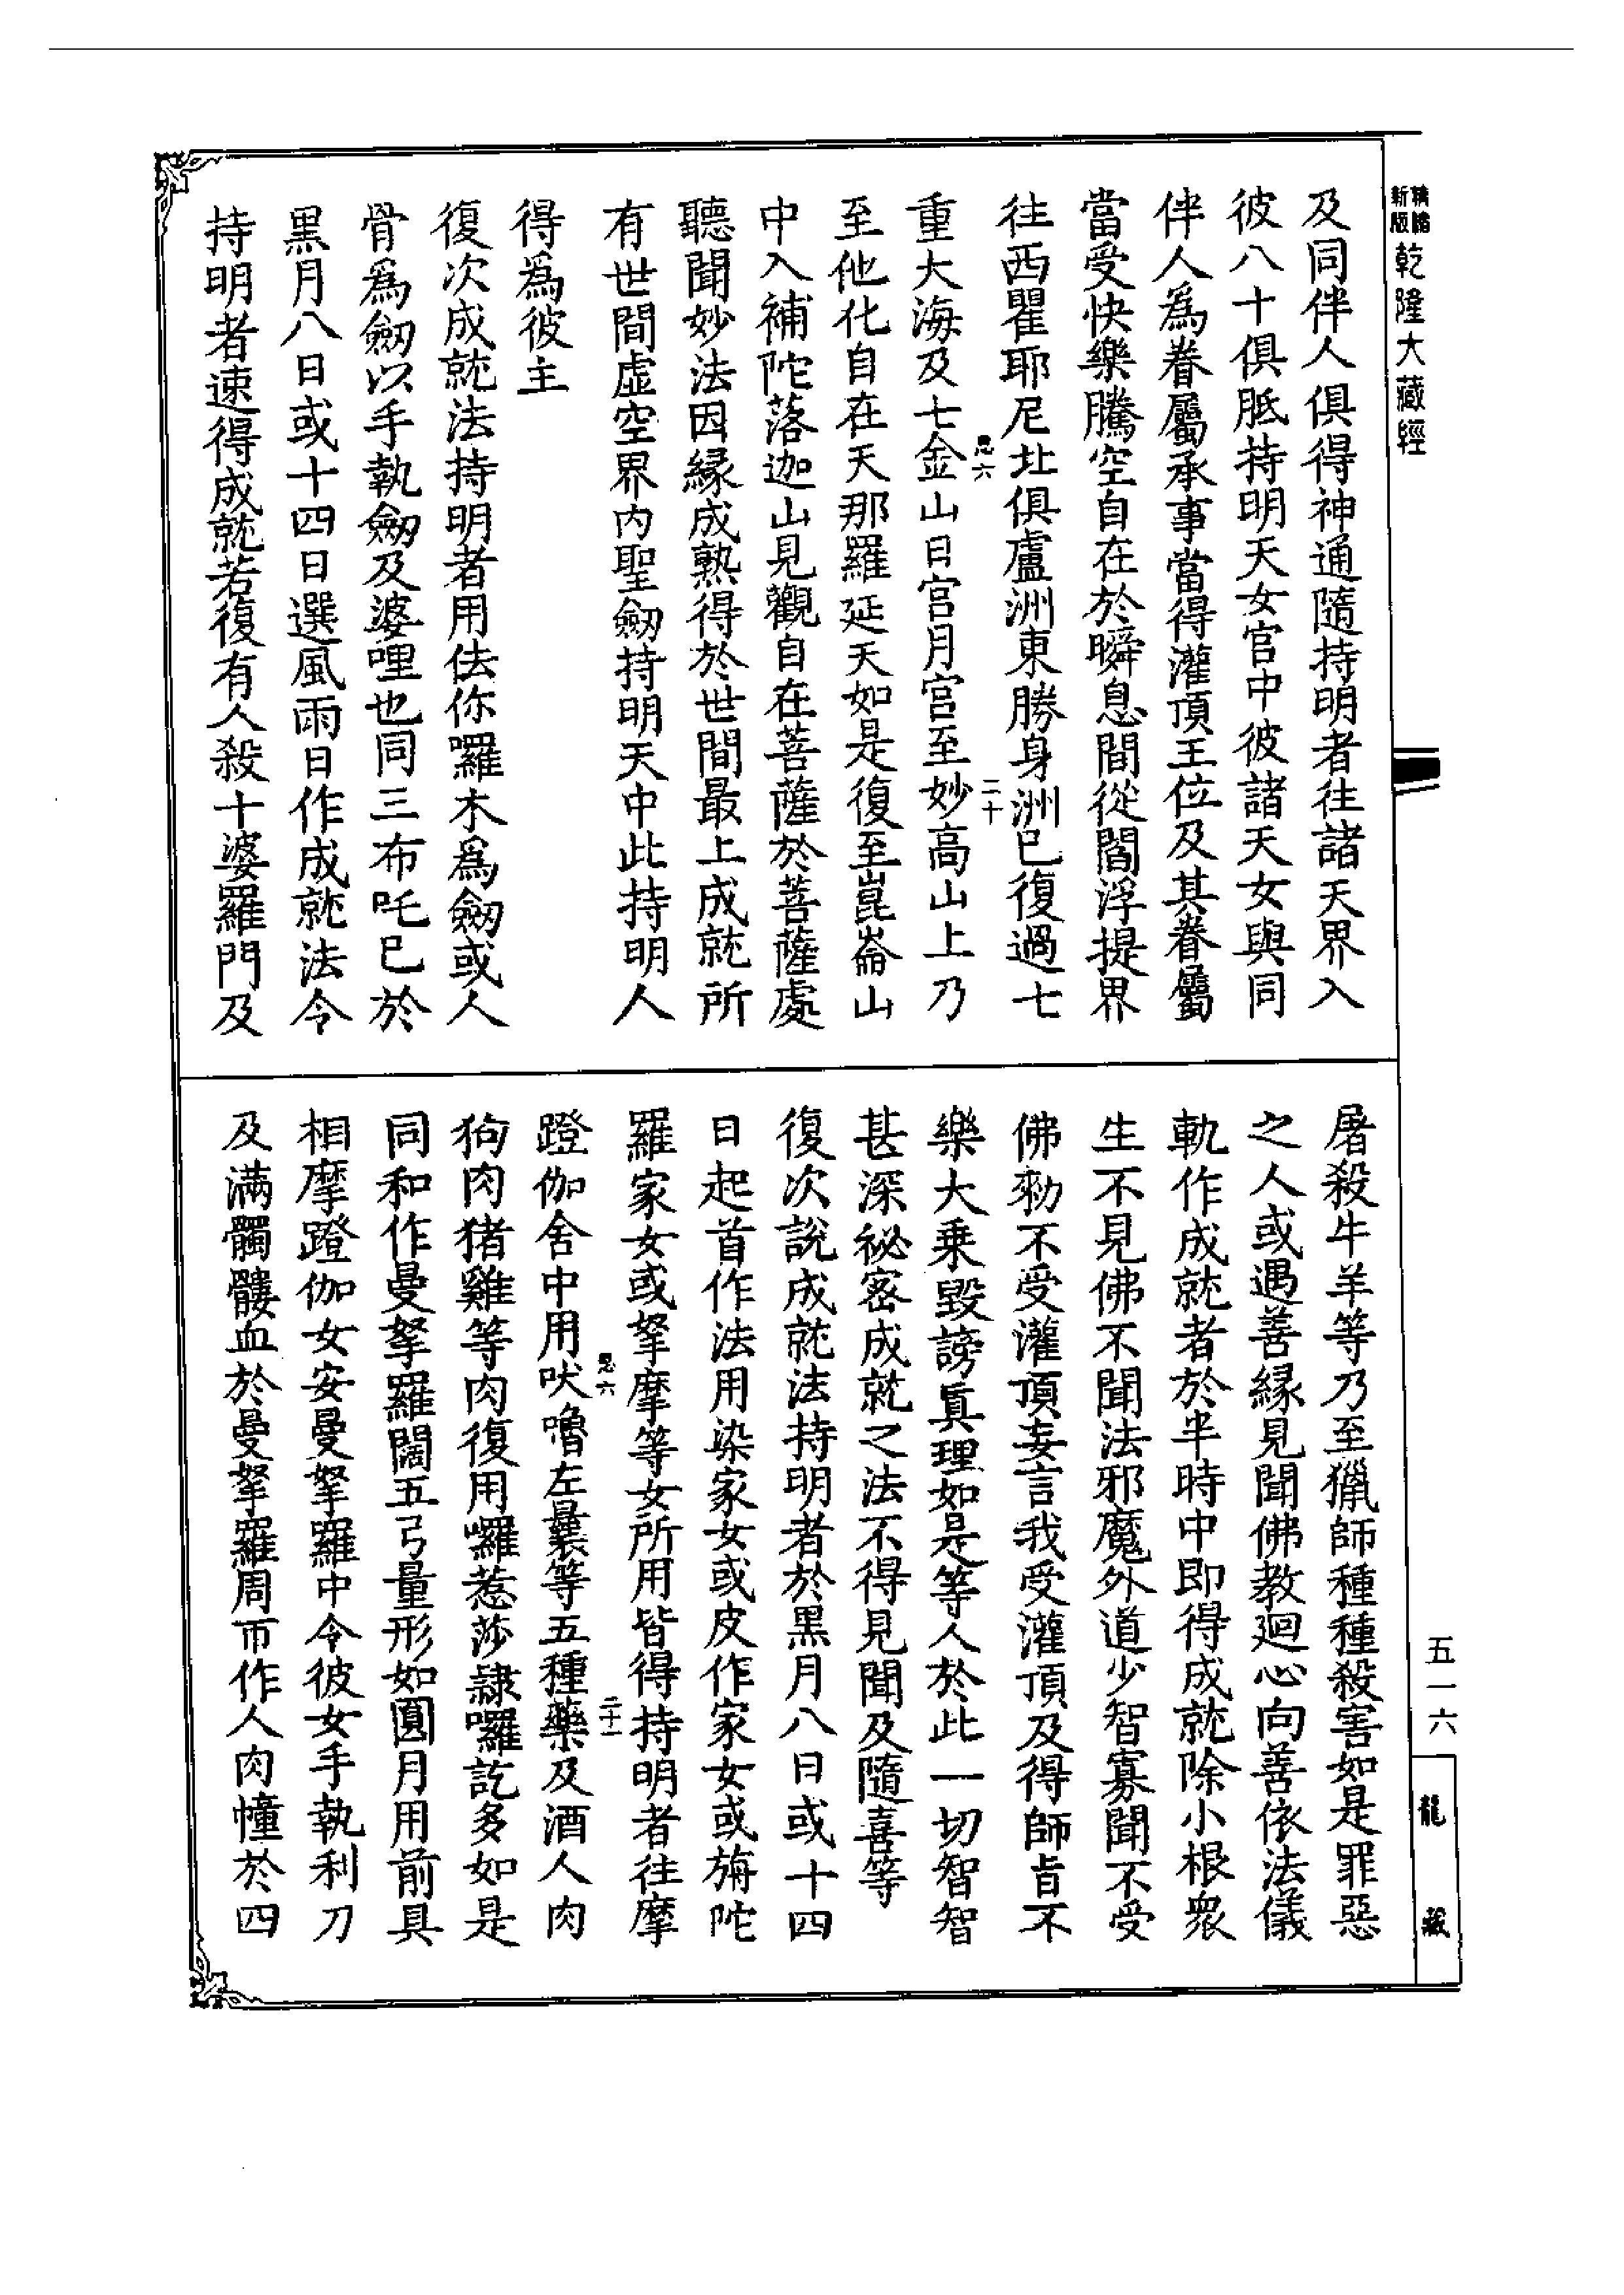 新版
精縮
乾隆大藏經
及同伴人俱得神通隨持明者往諸天界入
彼八十俱胝持明天女宮中彼諸天女與同
伴人為眷屬承事當得灌頂王位及其眷屬
當受快樂騰空自在於瞬息間從閻浮提界
往西瞿耶尼北俱盧洲東勝身洲已復過七
重大海及七金山日宮月宮至妙高山上乃
至他化自在天那羅延天如是復至崑崙山
中入補陀落迦山見觀自在菩薩於菩薩處
聽聞妙法因緣成熟得於世間最上成就所
有世間虛空界內聖劒持明天中此持明人
得為彼主
復次成就法持明者用佉你囉木為劒或人
骨為劒以手執劒及婆哩也同三布吒已於
黑月八日或十四日選風雨日作成就法令
持明者速得成就若復有人殺十婆羅門及
屠殺牛羊等乃至獵師種種殺害如是罪惡
之人或遇善緣見聞佛教迴心向善依法儀
軌作成就者於半時中即得成就除小根衆
生不見佛不聞法邪魔外道少智寡聞不受
佛勑不受灌頂妄言我受灌頂及得師旨不
樂大乗毀謗真理如是等人於此一切智智
甚深祕密成就之法不得見聞及隨喜等
復次說成就法持明者於黑月八日或十四
日起首作法用染家女或皮作家女或旃陀
羅家女或拏摩等女所用皆得持明者往摩
蹬伽舍中用吠嚕左曩等五種藥及酒人肉
狗肉猪雞等肉復用囉惹莎隷囉訖多如是
同和作曼拏羅闊五弓量形如圓月用前具
相摩蹬伽女安曼拏羅中令彼女手執利刀
及滿髑髏血於曼拏羅周帀作人肉幢於四
六
二十
六
二十一
五一六
龍藏